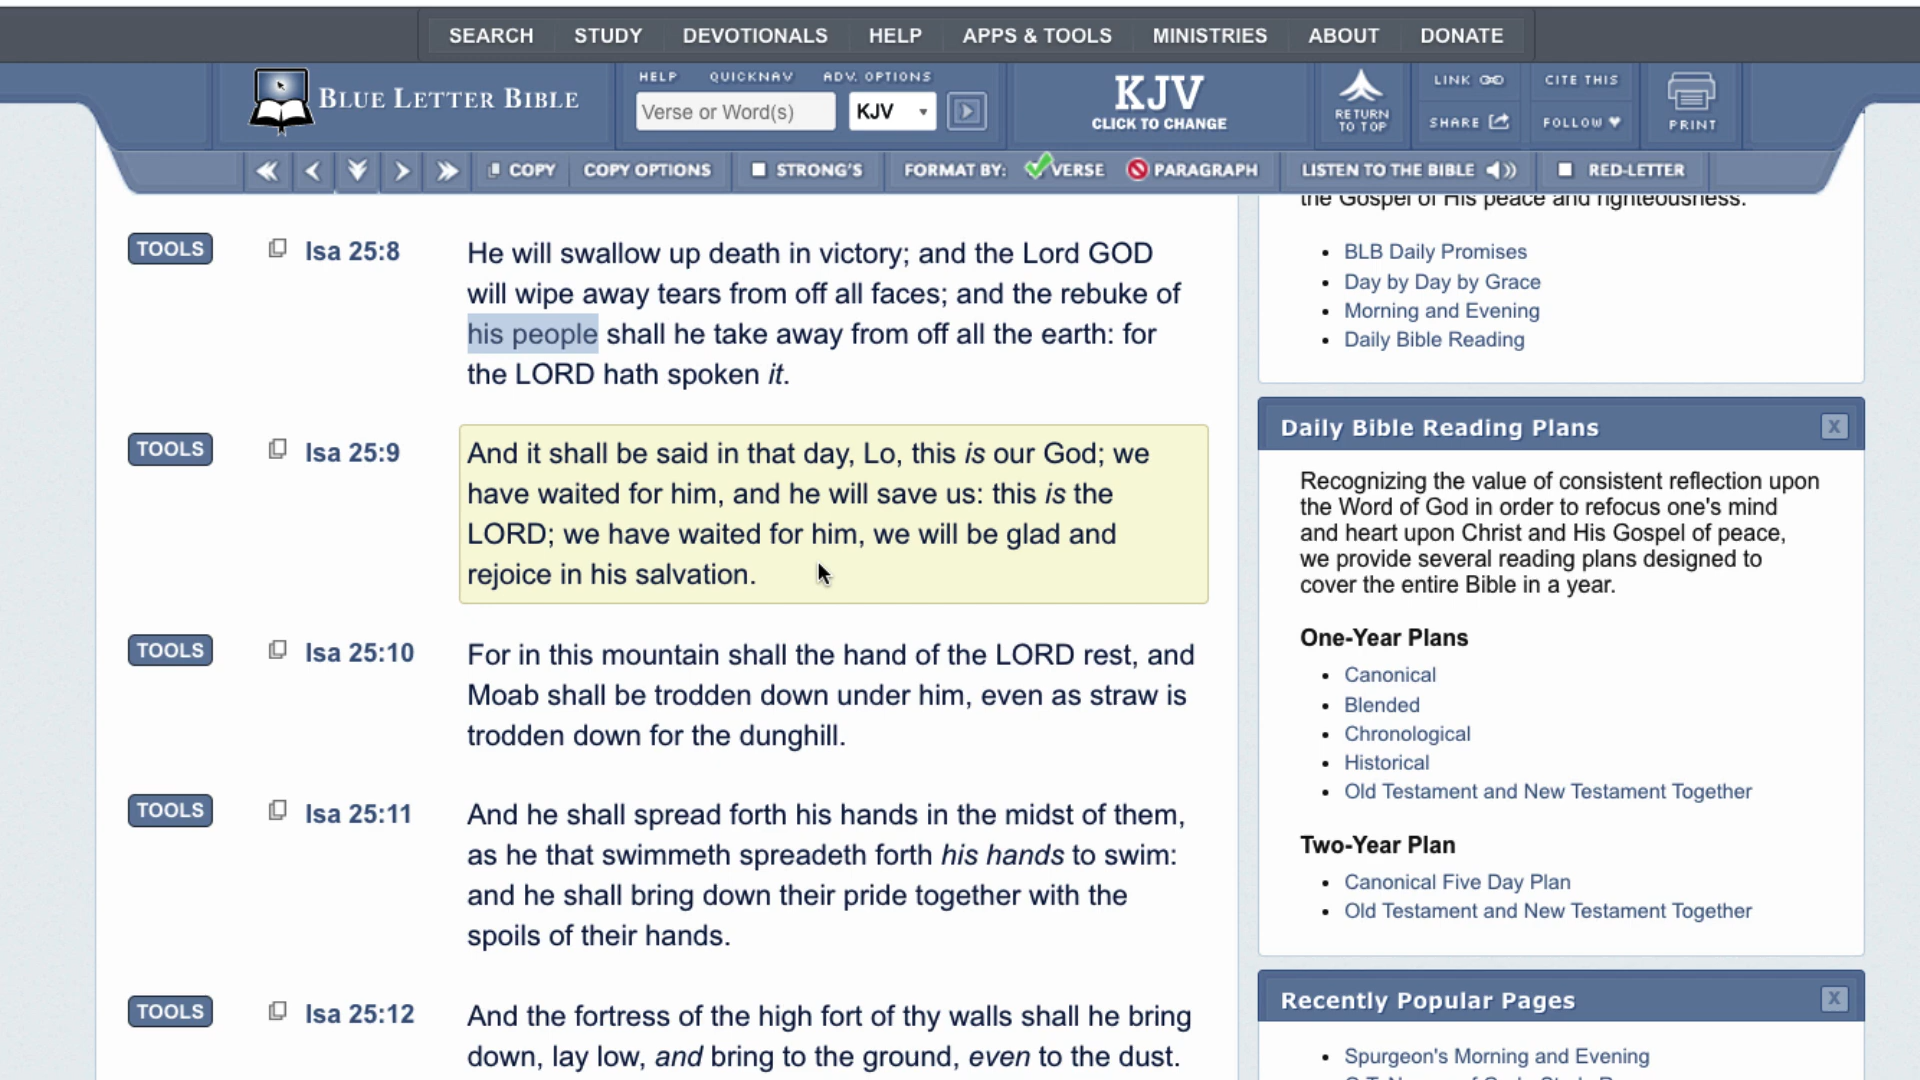 SEARCH STUDY DEVOTIONALS HELP APPS & TOOLS MINISTRIES ABOUT DONATE
BLUE LETTER BIBLE
HELP QUICKNAV ADV. OPTIONS
Verse or Word(s) KJV
KJV
CLICK TO CHANGE
RETURN
TO TOP
LINK
SHARE
CITE THIS
FOLLOW
PRINT
COPY COPY OPTIONS STRONG'S FORMAT BY: VERSE PARAGRAPH LISTEN TO THE BIBLE RED-LETTER
TOOLS Isa 25:8
He will swallow up death in victory; and the Lord GOD
will wipe away tears from off all faces; and the rebuke of
his people shall he take away from off all the earth: for
the LORD hath spoken it.
TOOLS Isa 25:9
And it shall be said in that day, Lo, this is our God; we
have waited for him, and he will save us: this is the
LORD; we have waited for him, we will be glad and
rejoice in his salvation.
TOOLS Isa 25:10
For in this mountain shall the hand of the LORD rest, and
Moab shall be trodden down under him, even as straw is
trodden down for the dunghill.
TOOLS Isa 25:11
And he shall spread forth his hands in the midst of them,
as he that swimmeth spreadeth forth his hands to swim:
and he shall bring down their pride together with the
spoils of their hands.
TOOLS Isa 25:12
And the fortress of the high fort of thy walls shall he bring
down, lay low, and bring to the ground, even to the dust.
the Gospel of His peace and righteousness.
BLB Daily Promises
Day by Day by Grace
Morning and Evening
Daily Bible Reading
Daily Bible Reading Plans X
Recognizing the value of consistent reflection upon
the Word of God in order to refocus one's mind
and heart upon Christ and His Gospel of peace,
we provide several reading plans designed to
cover the entire Bible in a year.
One-Year Plans
Canonical
Blended
Chronological
Historical
Old Testament and New Testament Together
Two-Year Plan
Canonical Five Day Plan
Old Testament and New Testament Together
Recently Popular Pages X
Spurgeon's Morning and Evening